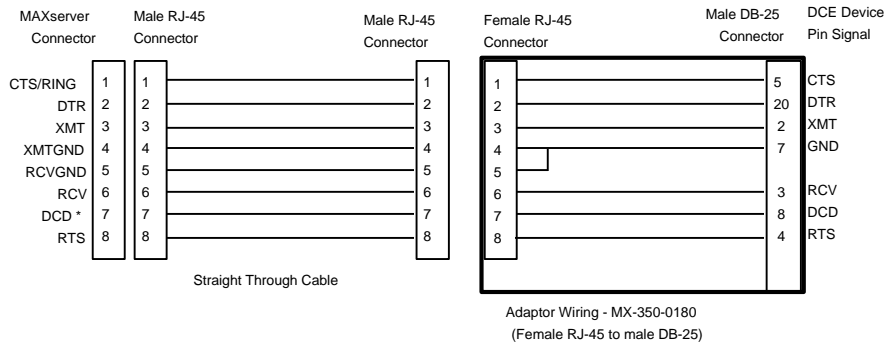 MAXserver Connector
Male RJ-45 Connector
Male RJ-45 Connector
Female RJ-45 Connector
Male DB-25 Connector
DCE Device Pin Signal
CTS/RING 1 1 1 1 5 CTS
DTR 2 2 2 2 20 DTR
XMT 3 3 3 3 2 XMT
XMTGND 4 4 4 4 7 GND
RCVGND 5 5 5 5
RCV 6 6 6 6 3 RCV
DCD * 7 7 7 7 8 DCD
RTS 8 8 8 8 4 RTS
Straight Through Cable
Adaptor Wiring - MX-350-0180
(Female RJ-45 to male DB-25)